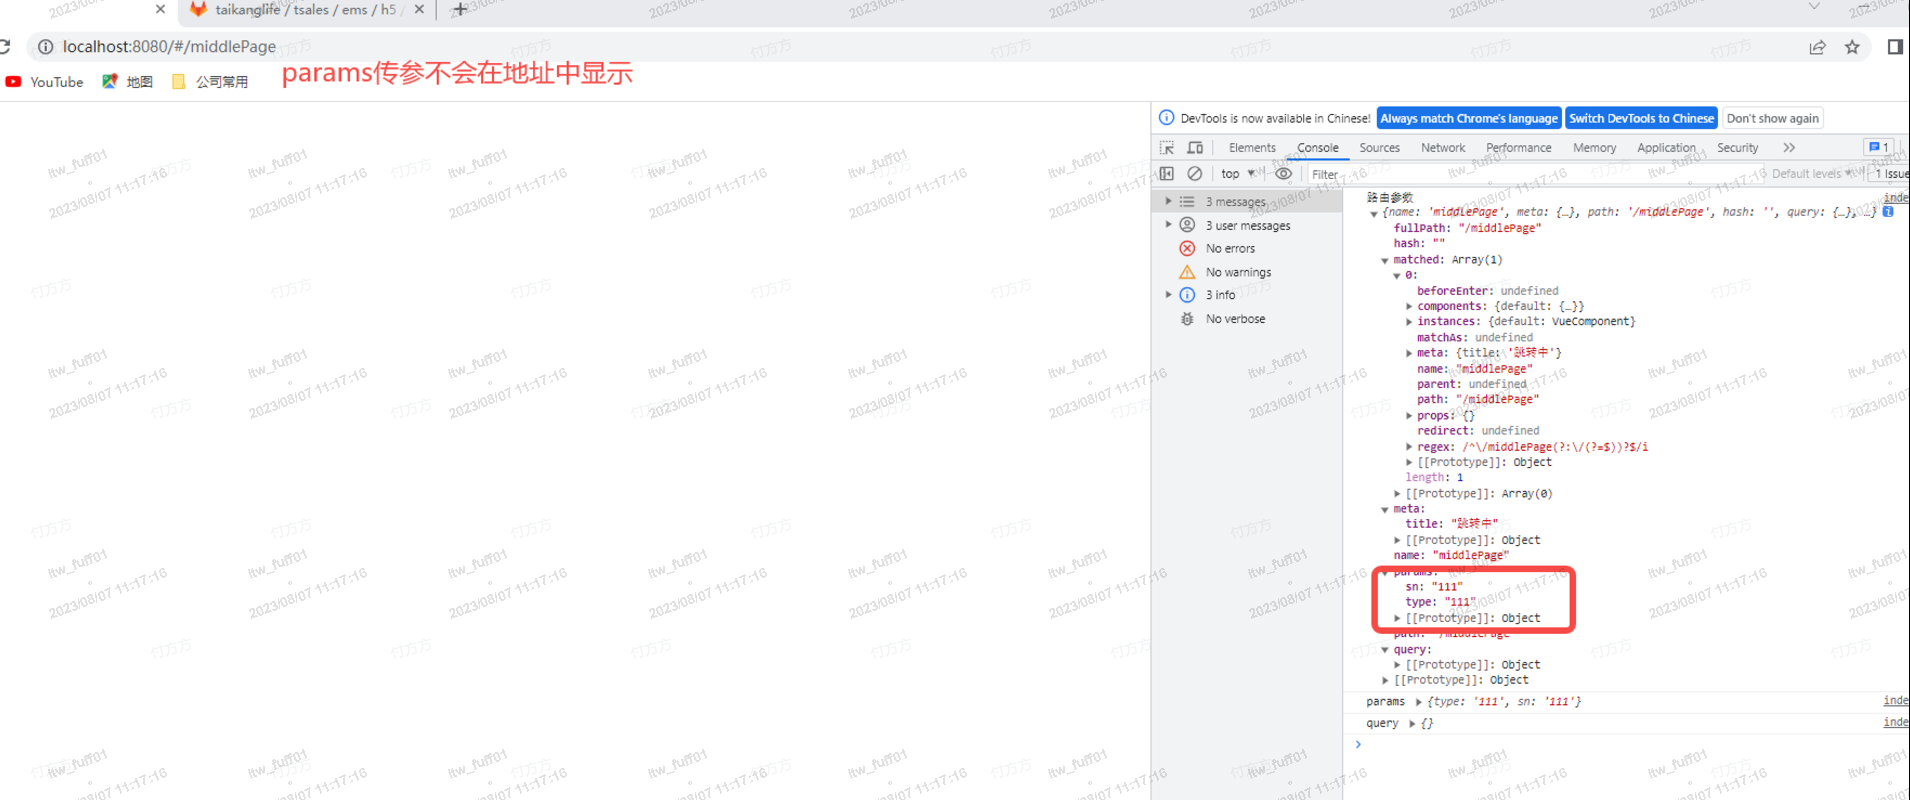 taikanglife / tsales / ems / h5 /
localhost:8080/#/middlePage
YouTube 地图 公司常用
params传参不会在地址中显示
DevTools is now available in Chinese! Always match Chrome's language Switch DevTools to Chinese Don't show again
Elements Console Sources Network Performance Memory Application Security 1
top Filter Default levels 1 Issue
3 messages
3 user messages
No errors
No warnings
3 info
No verbose
路由参数 inde
{name: 'middlePage', meta: {…}, path: '/middlePage', hash: '', query: {…}, …}
fullPath: "/middlePage"
hash: ""
matched: Array(1)
0:
beforeEnter: undefined
components: {default: {…}}
instances: {default: VueComponent}
matchAs: undefined
meta: {title: '跳转中'}
name: "middlePage"
parent: undefined
path: "/middlePage"
props: {}
redirect: undefined
regex: /^\/middlePage(?:\/(?=$))?$/i
[[Prototype]]: Object
length: 1
[[Prototype]]: Array(0)
meta:
title: "跳转中"
[[Prototype]]: Object
name: "middlePage"
params:
sn: "111"
type: "111"
[[Prototype]]: Object
path: "/middlePage"
query:
[[Prototype]]: Object
[[Prototype]]: Object
params {type: '111', sn: '111'} inde
query {} inde
itw_fuff01
2023/08/07 11:17:16
付万方